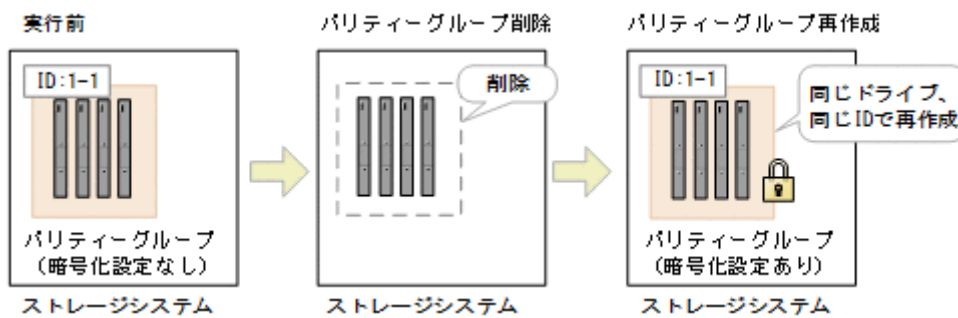 実行前
ID:1-1
パリティーグループ
(暗号化設定なし)
ストレージシステム
パリティーグループ削除
削除
ストレージシステム
パリティーグループ再作成
ID:1-1
同じドライブ、
同じIDで再作成
パリティーグループ
(暗号化設定あり)
ストレージシステム